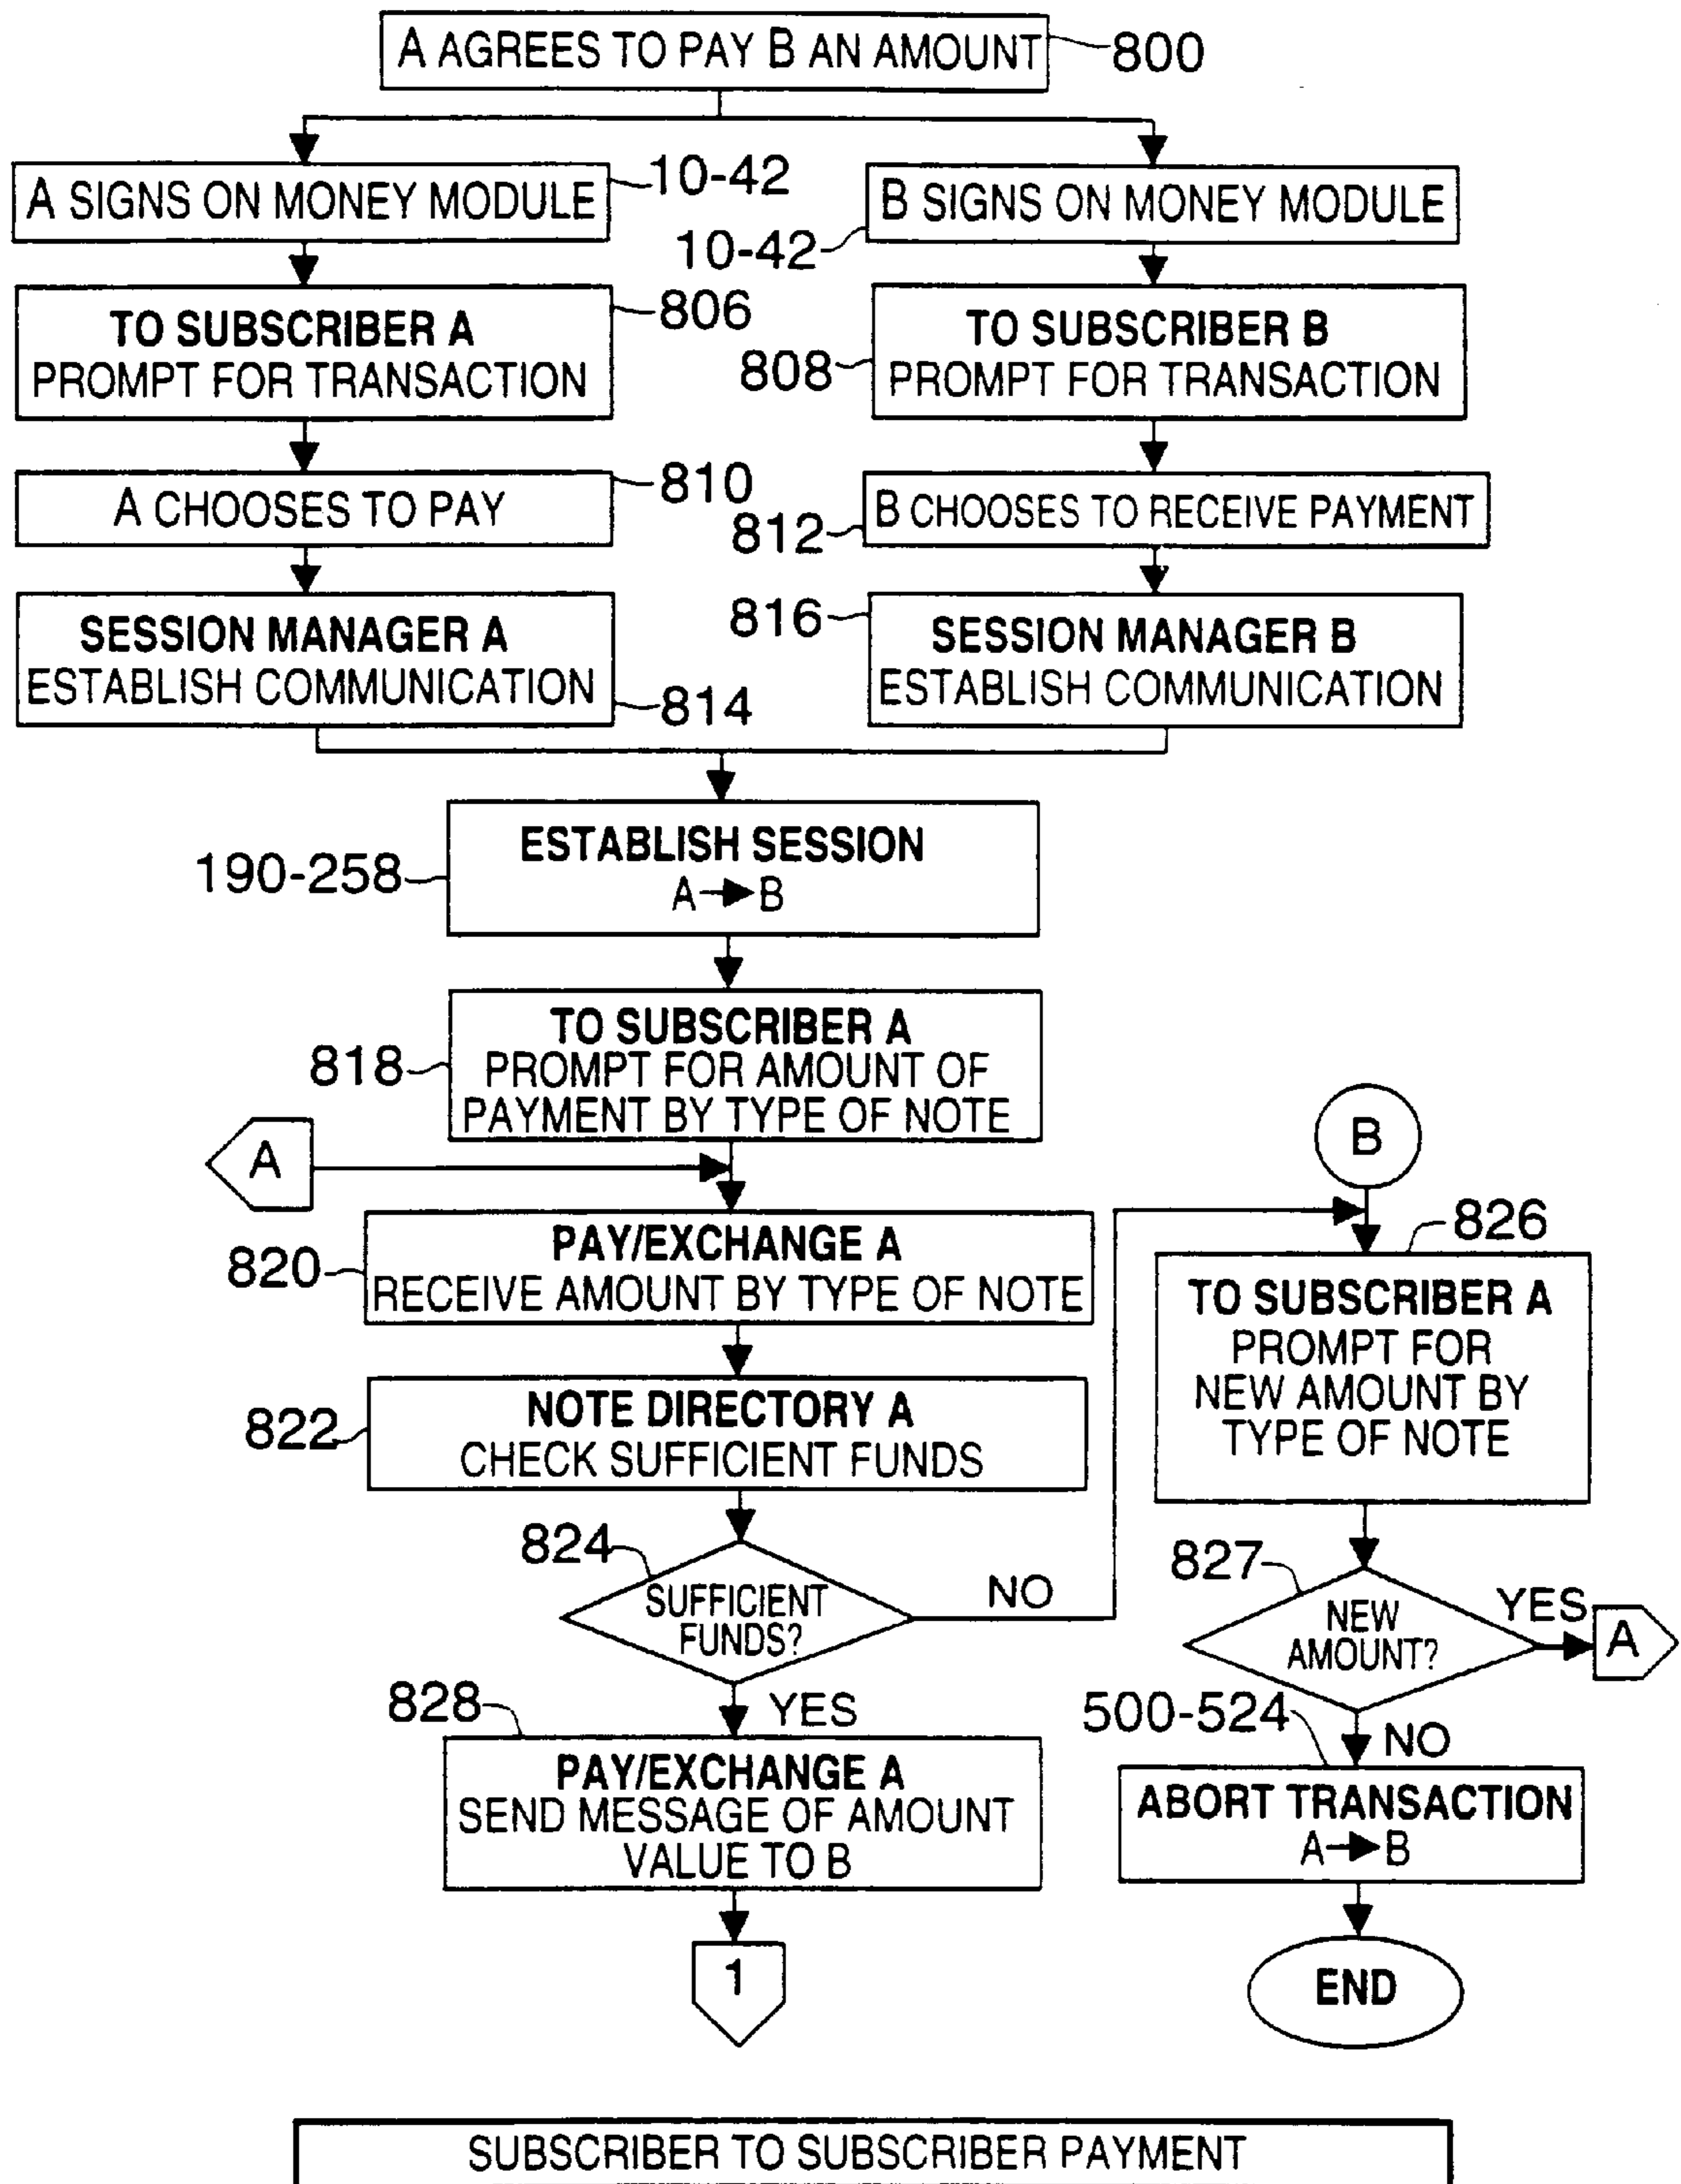 A AGREES TO PAY B AN AMOUNT
800
A SIGNS ON MONEY MODULE
10-42
B SIGNS ON MONEY MODULE
10-42
TO SUBSCRIBER A
PROMPT FOR TRANSACTION
806
TO SUBSCRIBER B
PROMPT FOR TRANSACTION
808
A CHOOSES TO PAY
810
B CHOOSES TO RECEIVE PAYMENT
812
SESSION MANAGER A
ESTABLISH COMMUNICATION
814
816
SESSION MANAGER B
ESTABLISH COMMUNICATION
190-258
ESTABLISH SESSION
A B
818
TO SUBSCRIBER A
PROMPT FOR AMOUNT OF
PAYMENT BY TYPE OF NOTE
A
B
820
PAY/EXCHANGE A
RECEIVE AMOUNT BY TYPE OF NOTE
826
TO SUBSCRIBER A
PROMPT FOR
NEW AMOUNT BY
TYPE OF NOTE
822
NOTE DIRECTORY A
CHECK SUFFICIENT FUNDS
824
SUFFICIENT
FUNDS?
NO
827
NEW
AMOUNT?
YES
A
828
YES
PAY/EXCHANGE A
SEND MESSAGE OF AMOUNT
VALUE TO B
500-524
NO
ABORT TRANSACTION
A B
1
END
SUBSCRIBER TO SUBSCRIBER PAYMENT